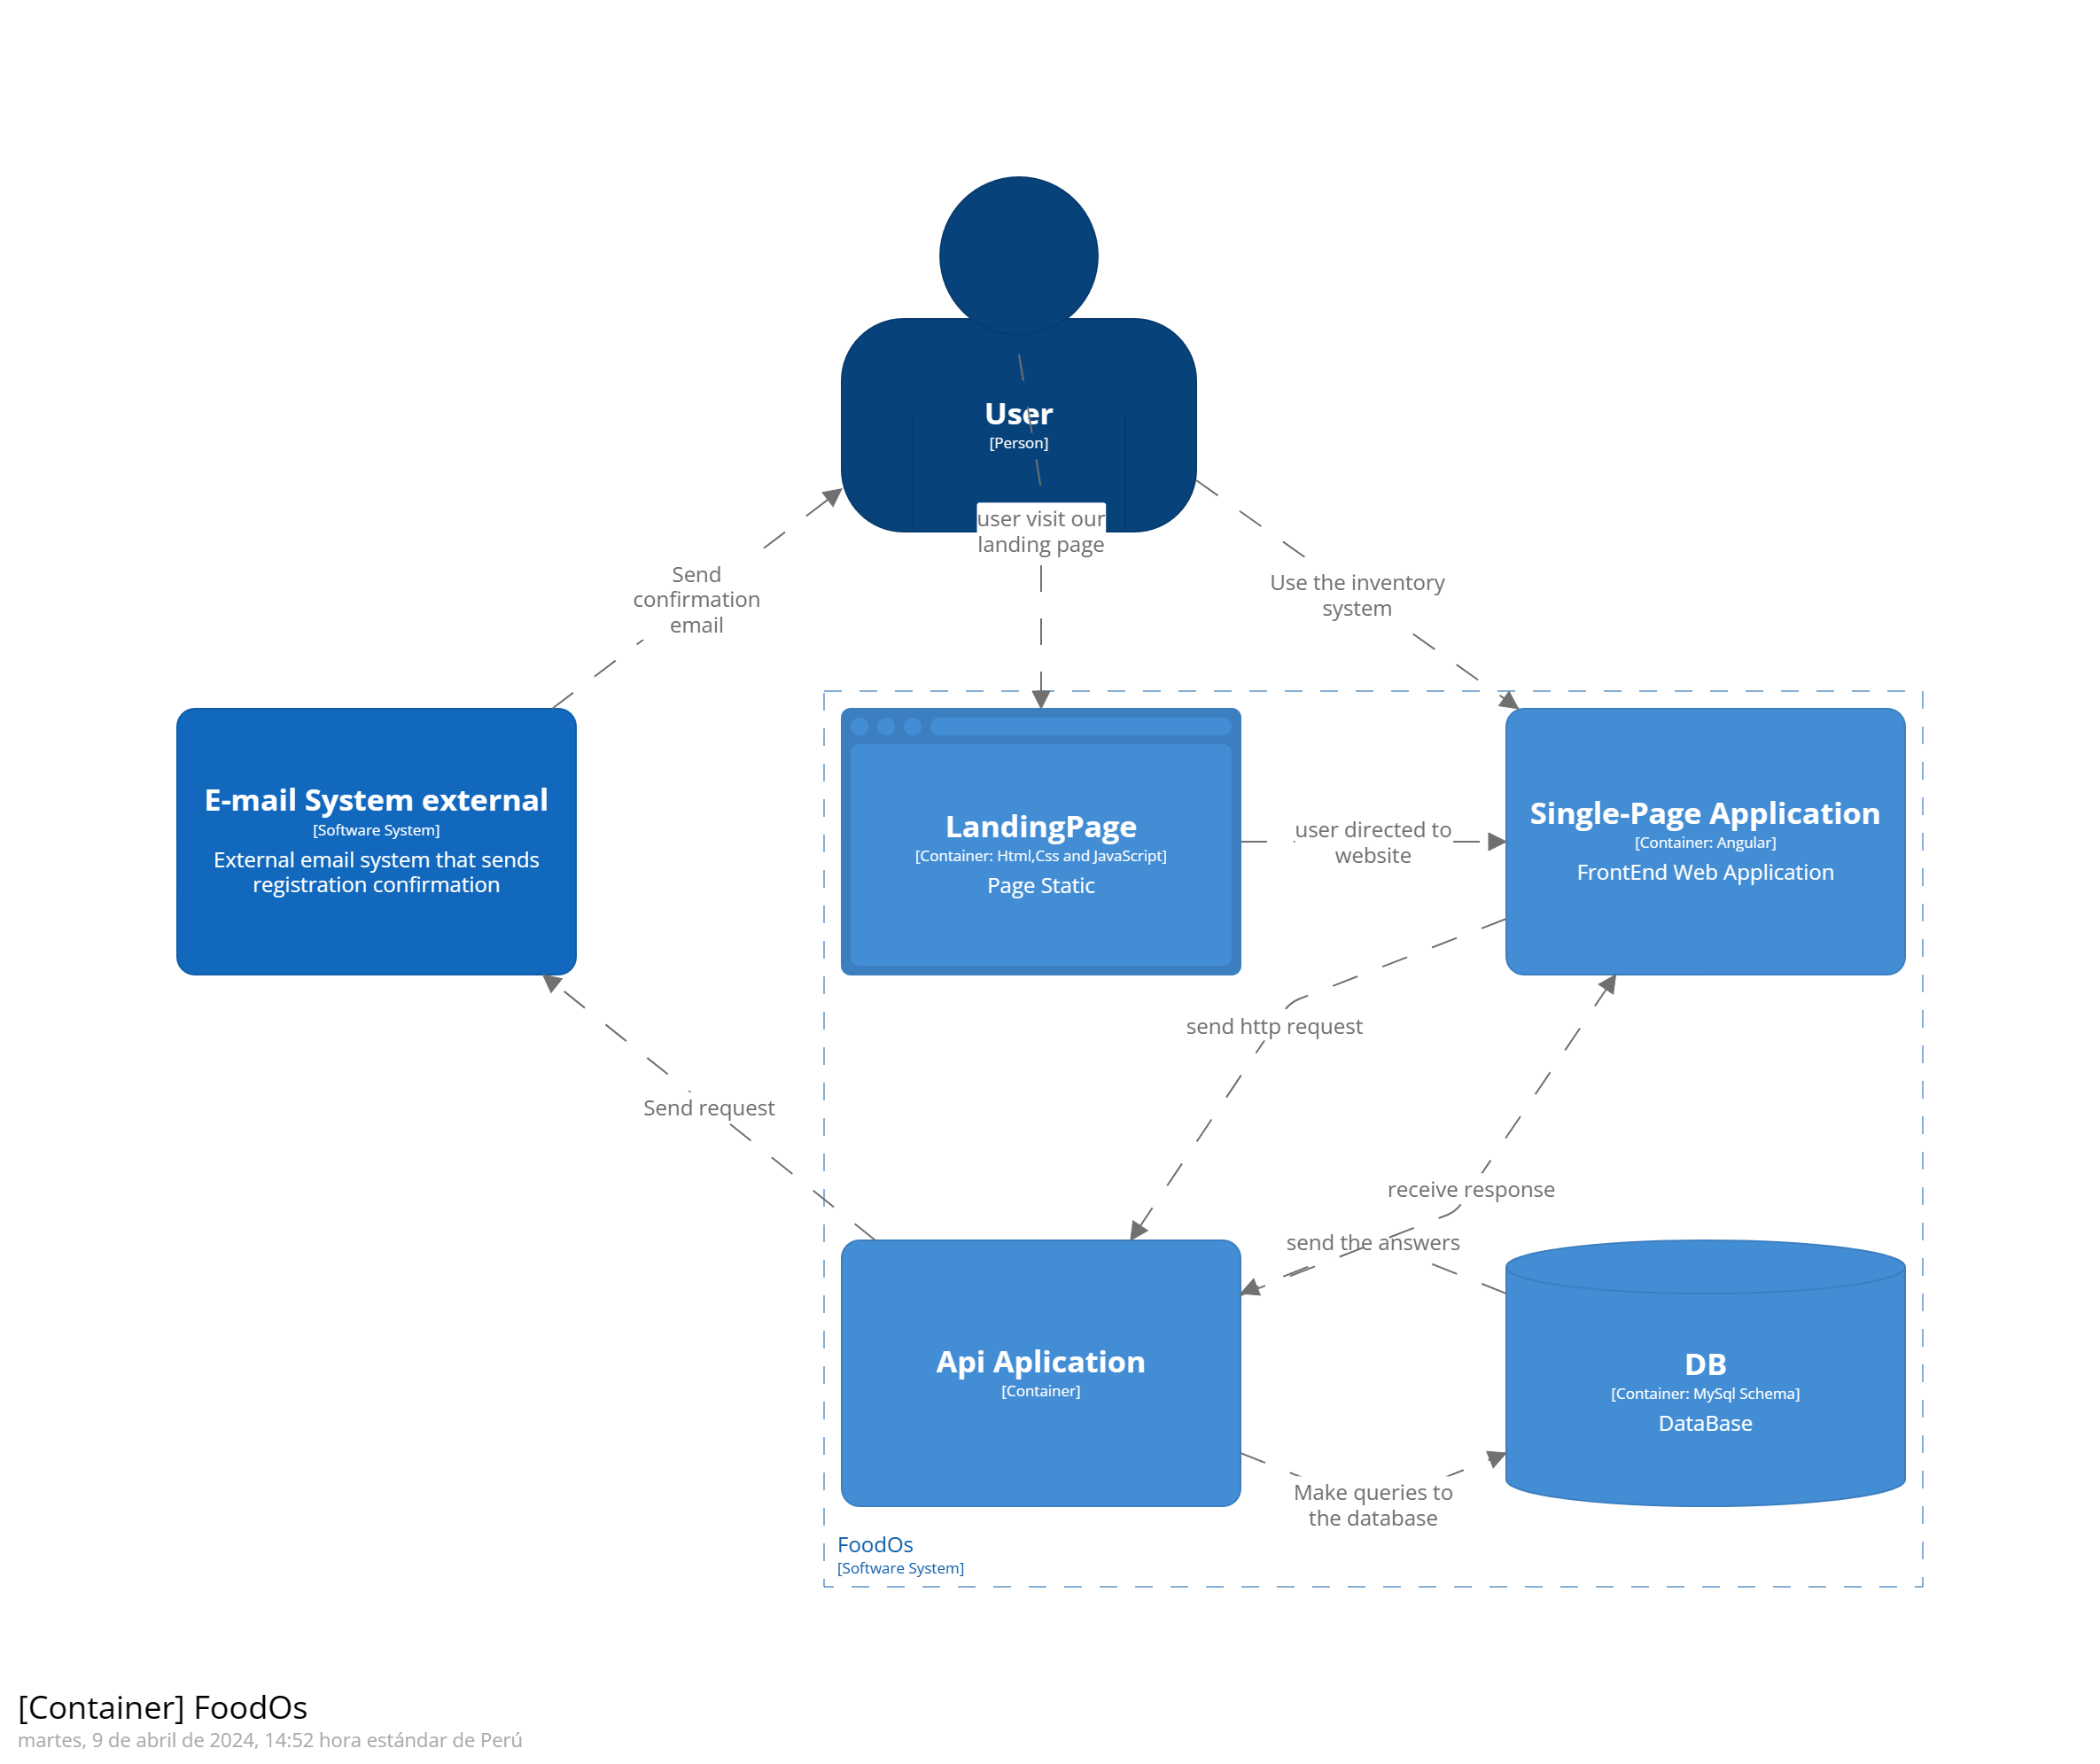 User
[Person]
user visit our
landing page
Send
confirmation
email
Use the inventory
system
E-mail System external
[Software System]
External email system that sends
registration confirmation
LandingPage
[Container: Html,Css and JavaScript]
Page Static
user directed to
website
Single-Page Application
[Container: Angular]
FrontEnd Web Application
send http request
Send request
receive response
send the answers
Api Aplication
[Container]
DB
[Container: MySql Schema]
DataBase
Make queries to
the database
FoodOs
[Software System]
[Container] FoodOs
martes, 9 de abril de 2024, 14:52 hora estándar de Perú